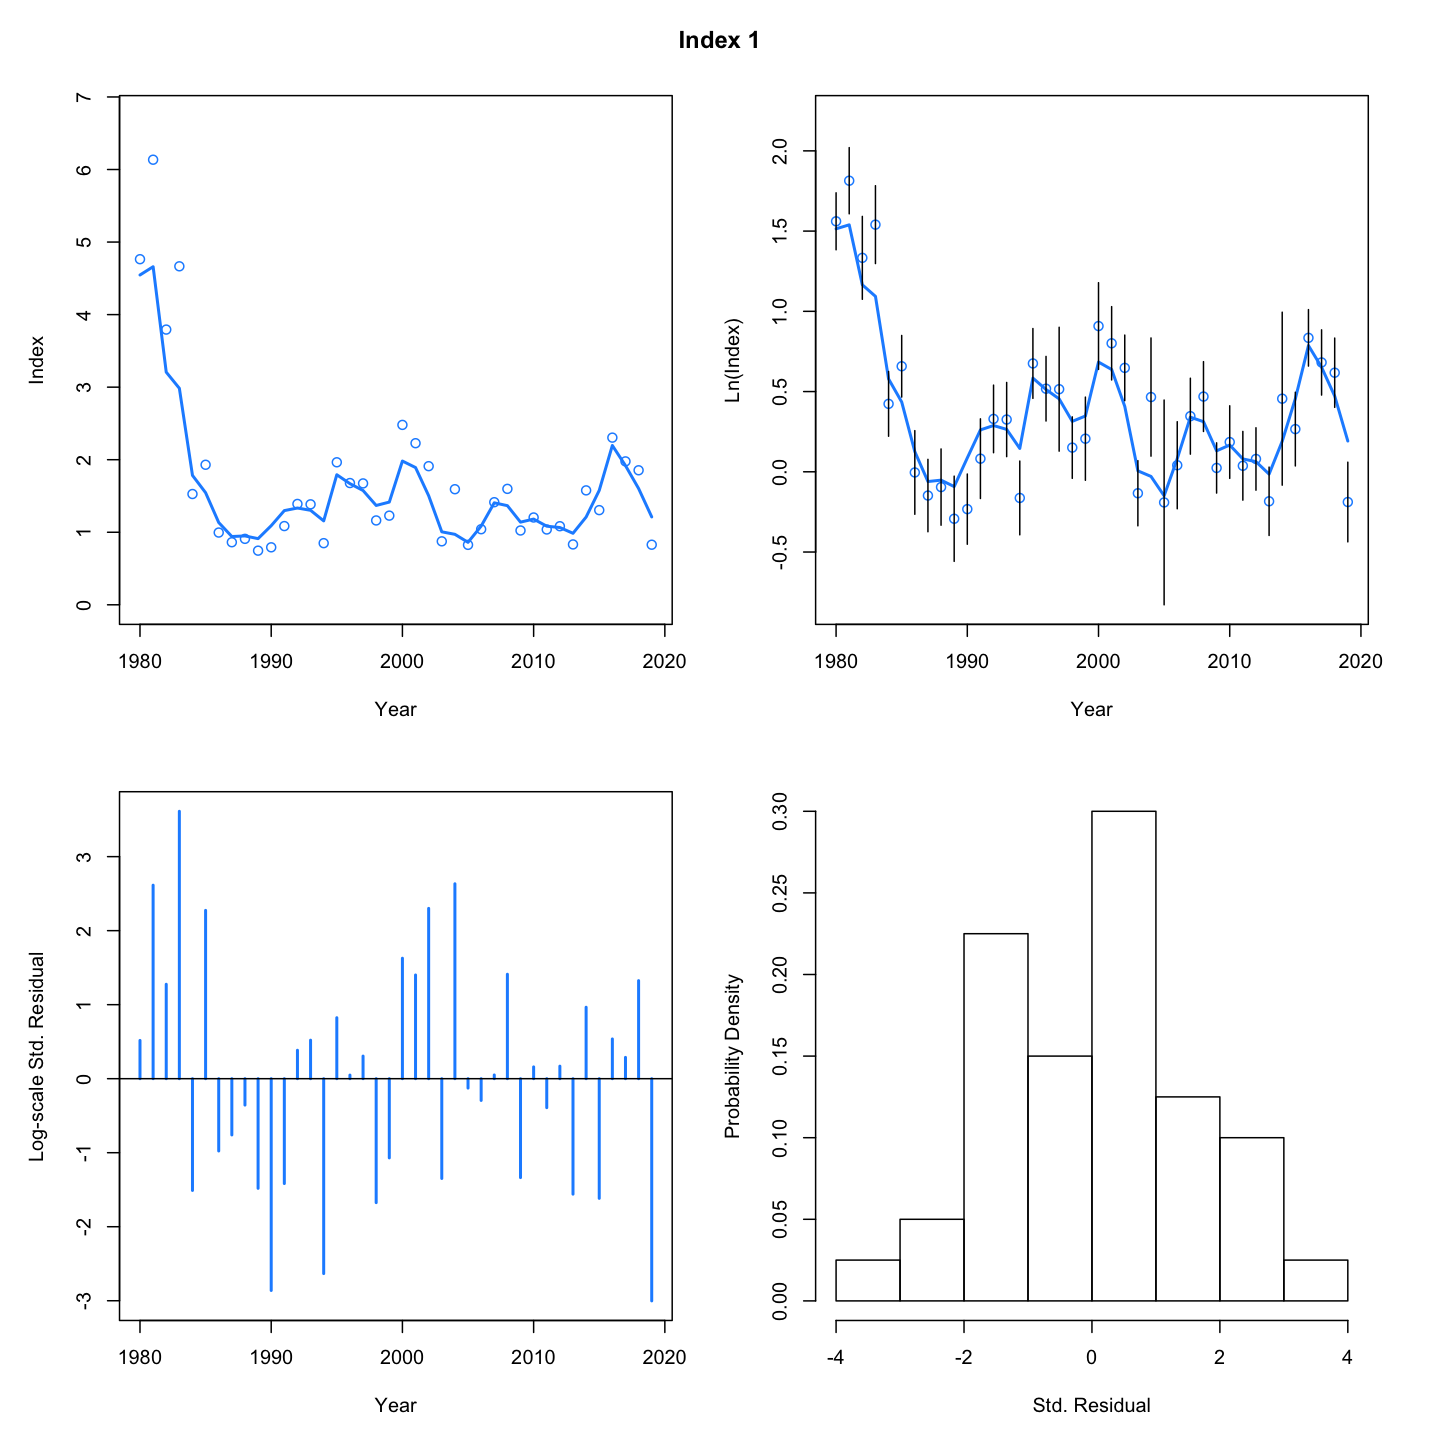 Index 1
7
6
5
4
3
2
1
0
Index
1980 1990 2000 2010 2020
Year
2.0
1.5
1.0
0.5
0.0
-0.5
Ln(Index)
1980 1990 2000 2010 2020
Year
3
2
1
0
-1
-2
-3
Log-scale Std. Residual
1980 1990 2000 2010 2020
Year
0.30
0.25
0.20
0.15
0.10
0.05
0.00
Probability Density
-4 -2 0 2 4
Std. Residual